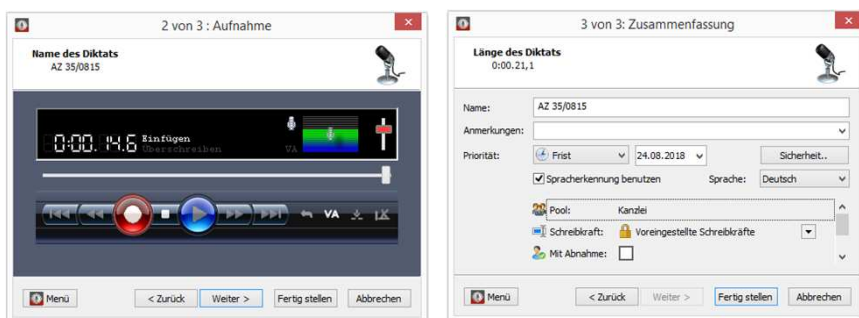 2 von 3 : Aufnahme
Name des Diktats
AZ 35/0815
0:00. 14.6 Einfügen
Überschreiben VA
VA
Menü < Zurück Weiter > Fertig stellen Abbrechen
3 von 3: Zusammenfassung
Länge des Diktats
0:00.21,1
Name: AZ 35/0815
Anmerkungen:
Priorität: Frist 24.08.2018 Sicherheit..
Spracherkennung benutzen Sprache: Deutsch
Pool: Kanzlei
Schreibkraft: Voreingestellte Schreibkräfte
Mit Abnahme:
Menü < Zurück Weiter > Fertig stellen Abbrechen